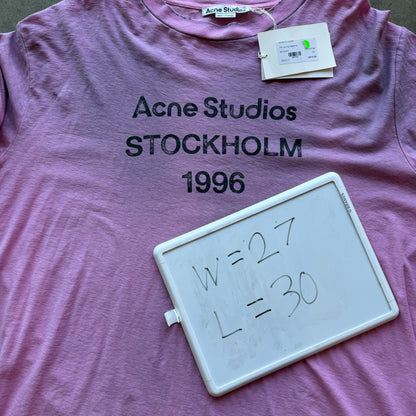 Acne Studios
Acne Studios
STOCKHOLM
1996
W=27
L=30